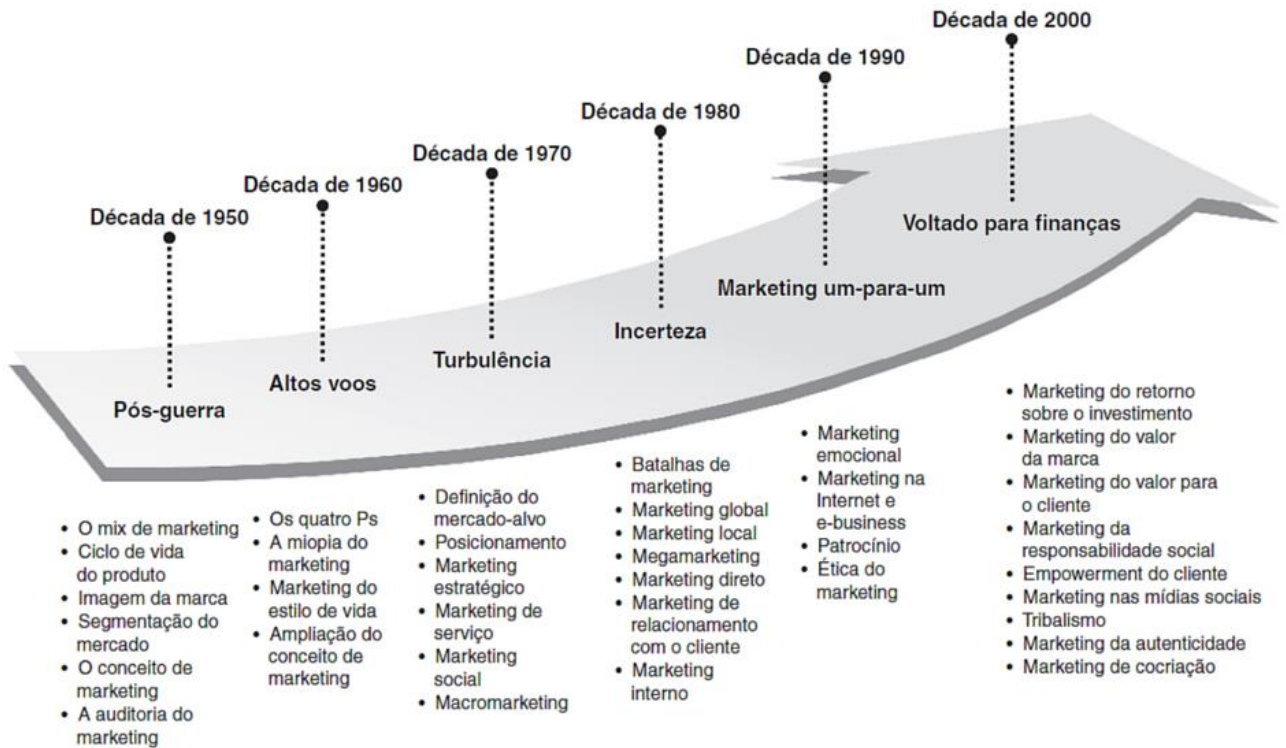 Década de 1950
Década de 1960
Década de 1970
Década de 1980
Década de 1990
Década de 2000
Pós-guerra
Altos voos
Turbulência
Incerteza
Marketing um-para-um
Voltado para finanças
• O mix de marketing
• Ciclo de vida
do produto
• Imagem da marca
• Segmentação do
mercado
• O conceito de
marketing
• A auditoria do
marketing
• Os quatro Ps
• A miopia do
marketing
• Marketing do
estilo de vida
• Ampliação do
conceito de
marketing
• Definição do
mercado-alvo
• Posicionamento
• Marketing
estratégico
• Marketing de
serviço
• Marketing
social
• Macromarketing
• Batalhas de
marketing
• Marketing global
• Marketing local
• Megamarketing
• Marketing direto
• Marketing de
relacionamento
com o cliente
• Marketing
interno
• Marketing
emocional
• Marketing na
Internet e
e-business
• Patrocínio
• Ética do
marketing
• Marketing do retorno
sobre o investimento
• Marketing do valor
da marca
• Marketing do valor para
o cliente
• Marketing da
responsabilidade social
• Empowerment do cliente
• Marketing nas mídias sociais
• Tribalismo
• Marketing da autenticidade
• Marketing de cocriação